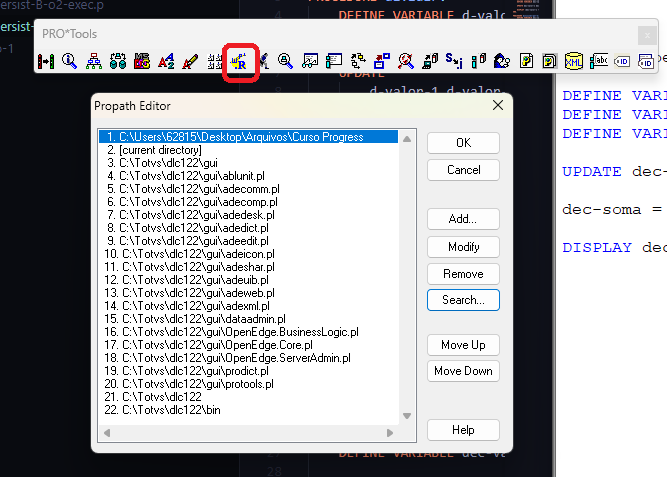 ersist-B-o2-exec.p
ersist-
-1
DEFINE VARIABLE d-valo
PRO*Tools
UPDATE
d-valor-1 d-valor
DEFINE VARI
DEFINE VARI
DEFINE VARI
UPDATE dec-
dec-soma =
DISPLAY dec
Propath Editor
1. C:\Users\62815\Desktop\Arquivos\Curso Progress
2. [current directory]
3. C:\Totvs\dlc122\gui
4. C:\Totvs\dlc122\gui\ablunit.pl
5. C:\Totvs\dlc122\gui\adecomm.pl
6. C:\Totvs\dlc122\gui\adecomp.pl
7. C:\Totvs\dlc122\gui\adedesk.pl
8. C:\Totvs\dlc122\gui\adedict.pl
9. C:\Totvs\dlc122\gui\adeedit.pl
10. C:\Totvs\dlc122\gui\adeicon.pl
11. C:\Totvs\dlc122\gui\adeshar.pl
12. C:\Totvs\dlc122\gui\adeuib.pl
13. C:\Totvs\dlc122\gui\adeweb.pl
14. C:\Totvs\dlc122\gui\adexml.pl
15. C:\Totvs\dlc122\gui\dataadmin.pl
16. C:\Totvs\dlc122\gui\OpenEdge.BusinessLogic.pl
17. C:\Totvs\dlc122\gui\OpenEdge.Core.pl
18. C:\Totvs\dlc122\gui\OpenEdge.ServerAdmin.pl
19. C:\Totvs\dlc122\gui\prodict.pl
20. C:\Totvs\dlc122\gui\protools.pl
21. C:\Totvs\dlc122
22. C:\Totvs\dlc122\bin
OK
Cancel
Add...
Modify
Remove
Search...
Move Up
Move Down
Help
DEFINE VARIABLE dec-va
28